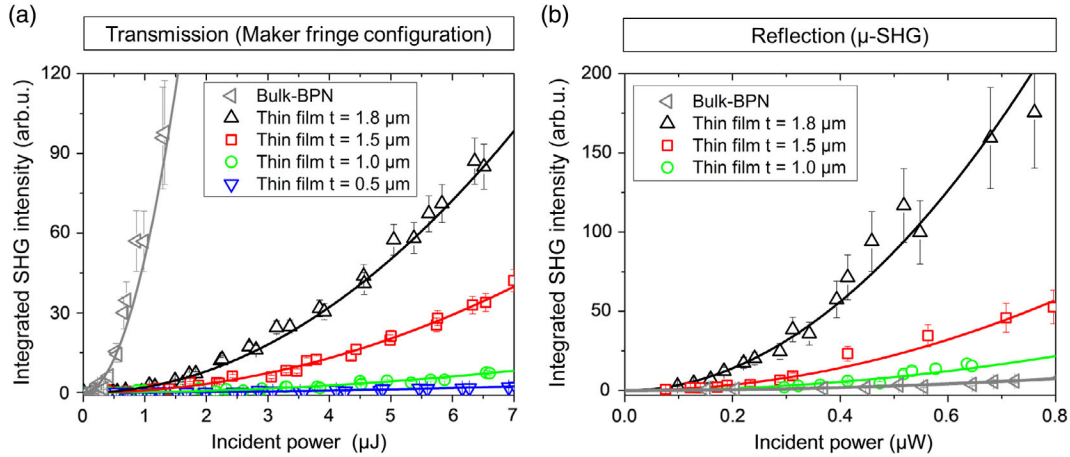 (a)
Transmission (Maker fringe configuration)
120
90
60
30
0
Integrated SHG intensity (arb.u.)
Bulk-BPN
Thin film t = 1.8 μm
Thin film t = 1.5 μm
Thin film t = 1.0 μm
Thin film t = 0.5 μm
0 1 2 3 4 5 6 7
Incident power (μJ)
(b)
Reflection (μ-SHG)
200
150
100
50
0
Integrated SHG intensity (arb.u.)
Bulk-BPN
Thin film t = 1.8 μm
Thin film t = 1.5 μm
Thin film t = 1.0 μm
0.0 0.2 0.4 0.6 0.8
Incident power (μW)